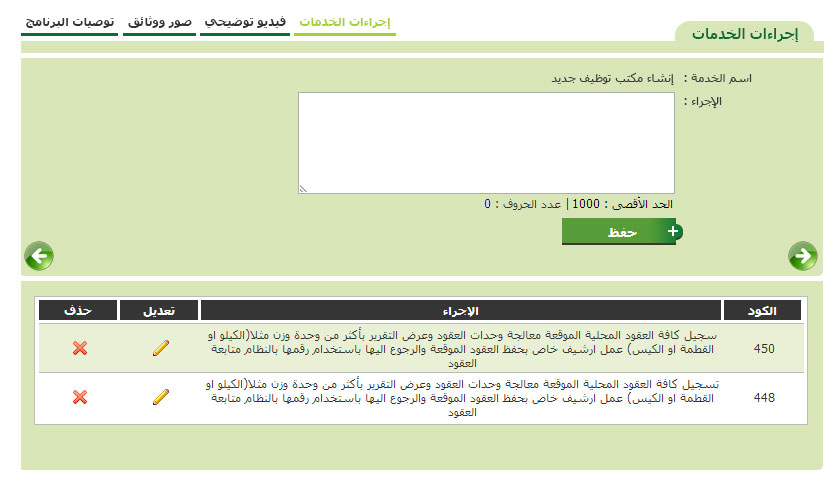 إجراءات الخدمات
إجراءات الخدمات
فيديو توضيحي
صور ووثائق
توصيات البرنامج
اسم الخدمة : إنشاء مكتب توظيف جديد
الإجراء :
الحد الأقصى : 1000 | عدد الحروف : 0
حفظ
الكود الإجراء تعديل حذف
450
سجيل كافة العقود المحلية الموقعة معالجة وحدات العقود وعرض التقرير بأكثر من وحدة وزن مثلا(الكيلو او
القطمة او الكيس) عمل ارشيف خاص بحفظ العقود الموقعة والرجوع اليها باستخدام رقمها بالنظام متابعة
العقود
448
تسجيل كافة العقود المحلية الموقعة معالجة وحدات العقود وعرض التقرير بأكثر من وحدة وزن مثلا(الكيلو او
القطمة او الكيس) عمل ارشيف خاص بحفظ العقود الموقعة والرجوع اليها باستخدام رقمها بالنظام متابعة
العقود